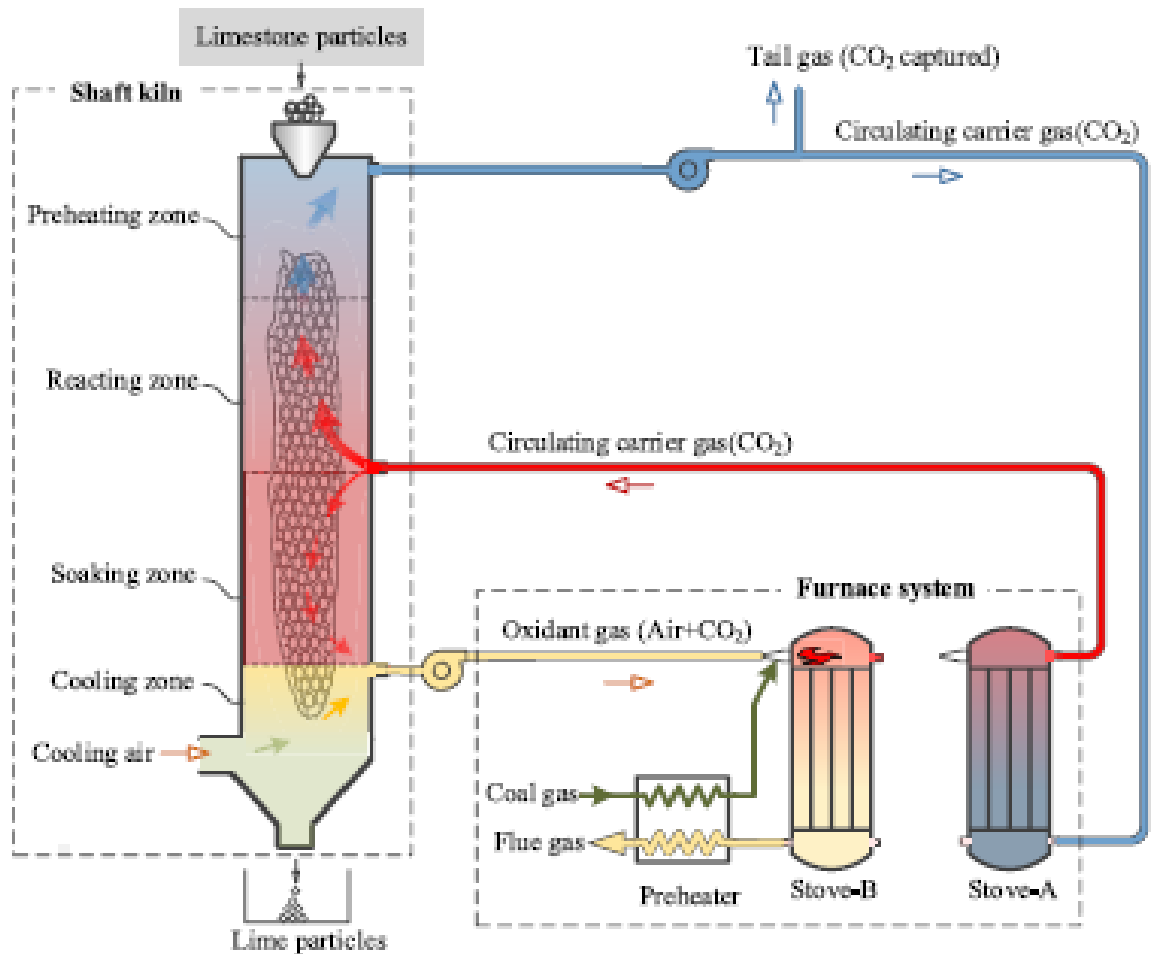 Limestone particles
Shaft kiln
Tail gas (CO₂ captured)
Circulating carrier gas(CO₂)
Preheating zone
Reacting zone
Circulating carrier gas(CO₂)
Soaking zone
Furnace system
Oxidant gas (Air+CO₂)
Cooling zone
Cooling air
Coal gas
Flue gas
Preheater
Stove-B
Stove-A
Lime particles